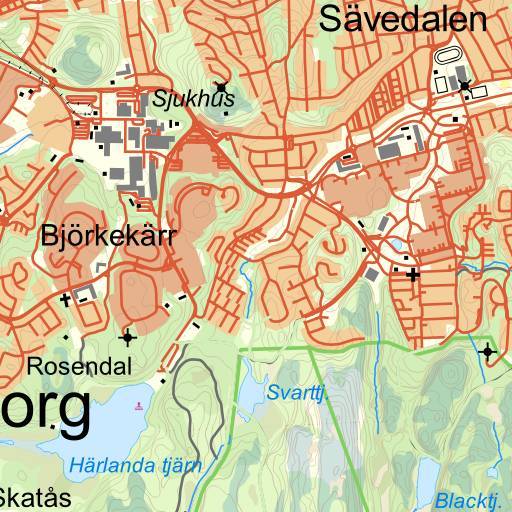 Sävedalen
Sjukhus
Björkekärr
Rosendal
org
Svarttj.
Härlanda tjärn
Skatås
Blacktj.